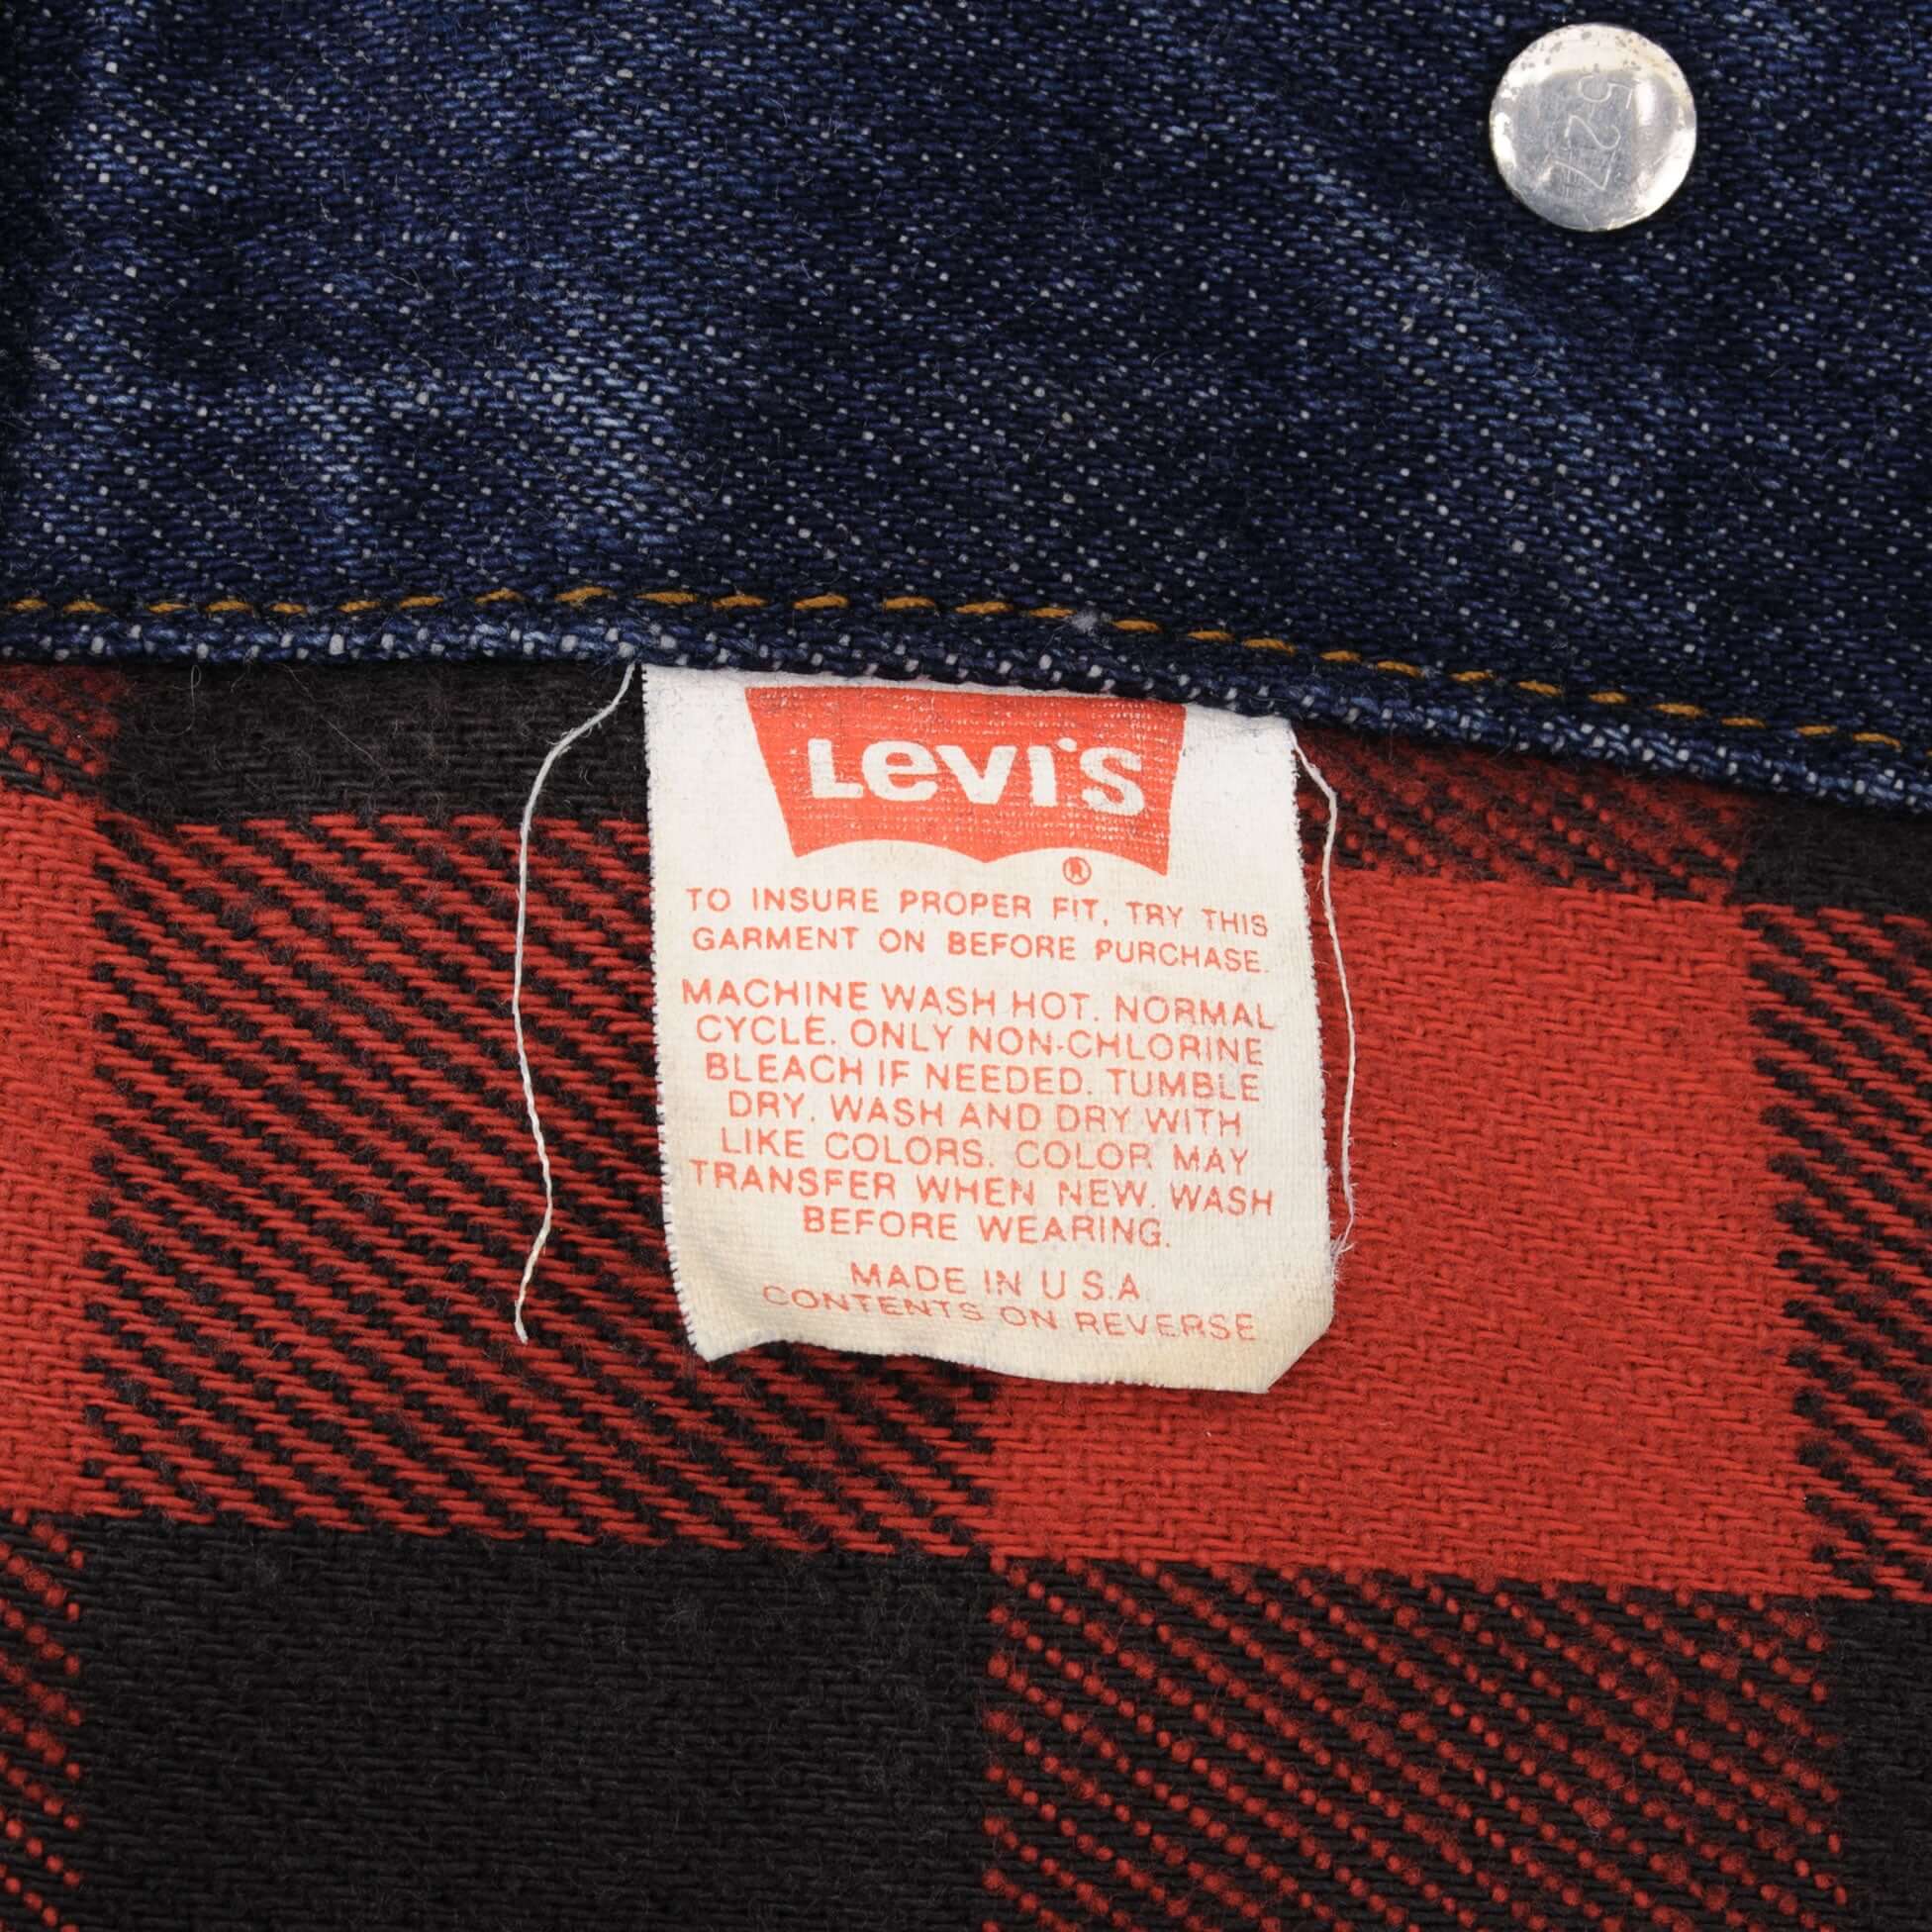 527
Levi's
®
TO INSURE PROPER FIT, TRY THIS
GARMENT ON BEFORE PURCHASE.
MACHINE WASH HOT. NORMAL
CYCLE. ONLY NON-CHLORINE
BLEACH IF NEEDED. TUMBLE
DRY. WASH AND DRY WITH
LIKE COLORS. COLOR MAY
TRANSFER WHEN NEW. WASH
BEFORE WEARING.
MADE IN U.S.A.
CONTENTS ON REVERSE